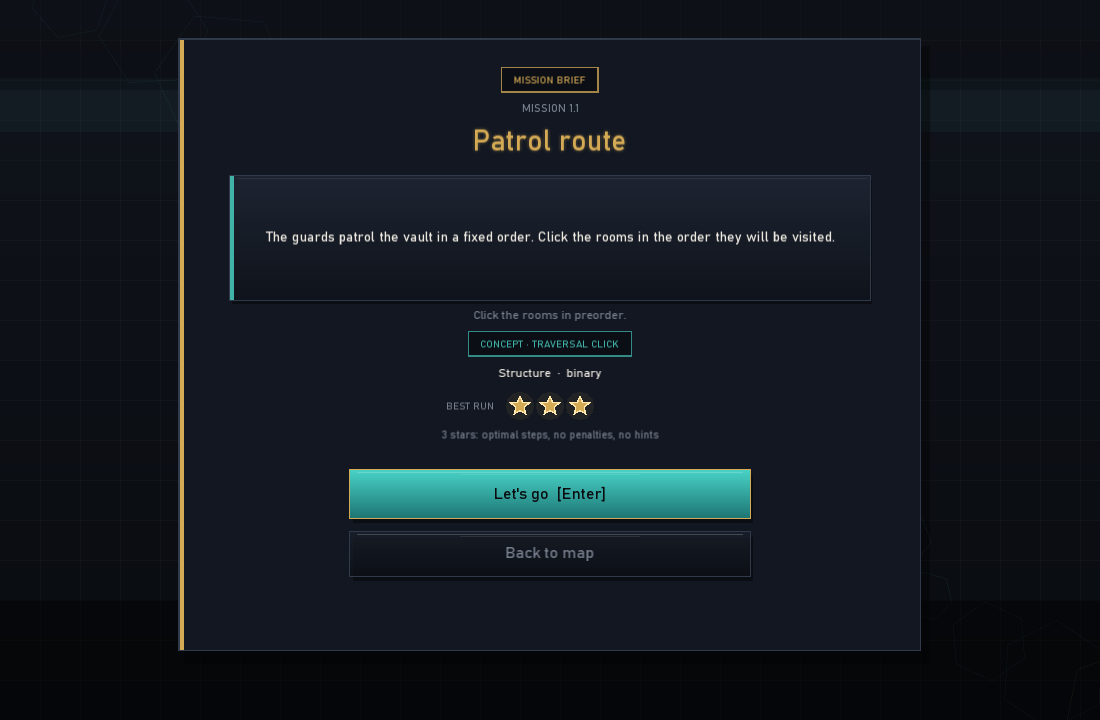 MISSION BRIEF
MISSION 1.1
Patrol route
The guards patrol the vault in a fixed order. Click the rooms in the order they will be visited.
Click the rooms in preorder.
CONCEPT · TRAVERSAL CLICK
Structure · binary
BEST RUN
3 stars: optimal steps, no penalties, no hints
Let's go [Enter]
Back to map